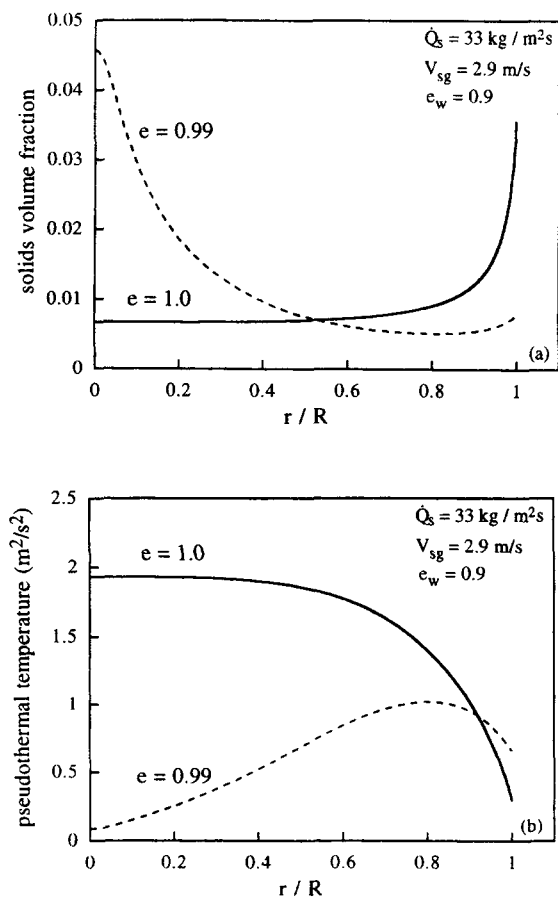 0.05
0.04
0.03
0.02
0.01
0
solids volume fraction
Q̇s = 33 kg / m²s
Vsg = 2.9 m/s
ew = 0.9
e = 0.99
e = 1.0
(a)
0 0.2 0.4 0.6 0.8 1
r / R
2.5
2
1.5
1
0.5
0
pseudothermal temperature (m²/s²)
Q̇s = 33 kg / m²s
Vsg = 2.9 m/s
ew = 0.9
e = 1.0
e = 0.99
(b)
0 0.2 0.4 0.6 0.8 1
r / R